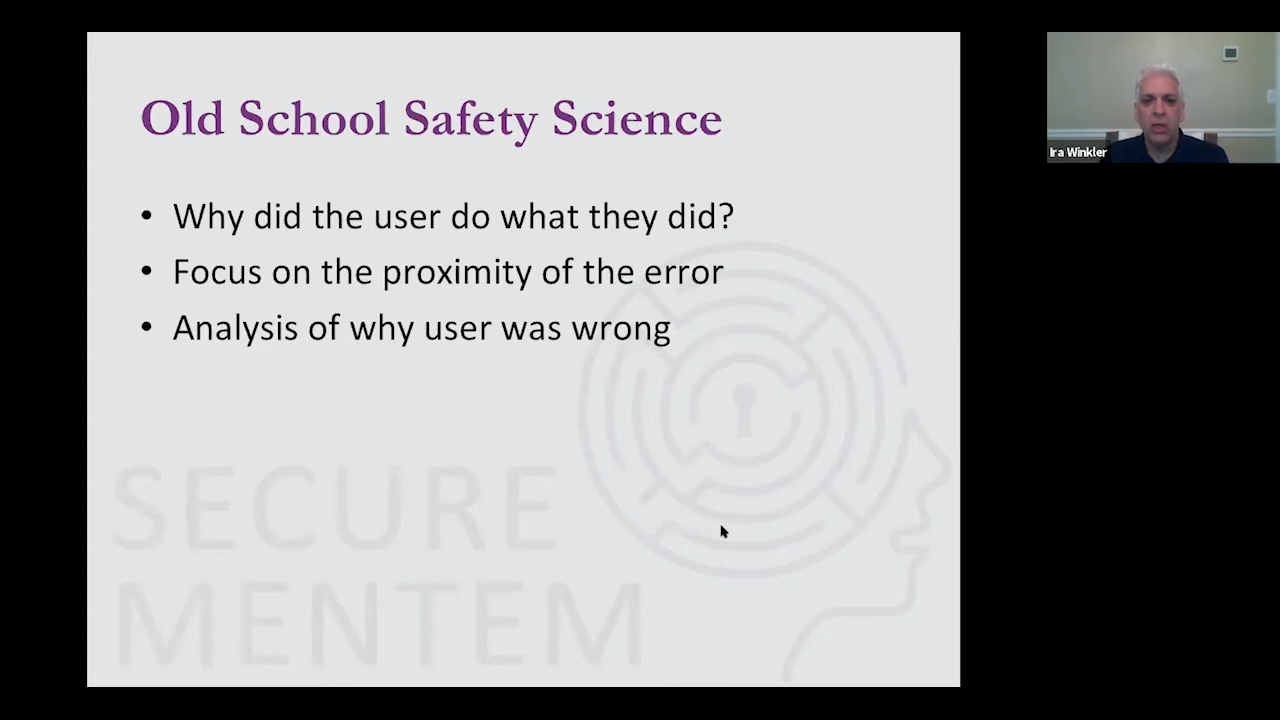 Old School Safety Science
• Why did the user do what they did?
• Focus on the proximity of the error
• Analysis of why user was wrong
SECURE
MENTEM
Ira Winkler